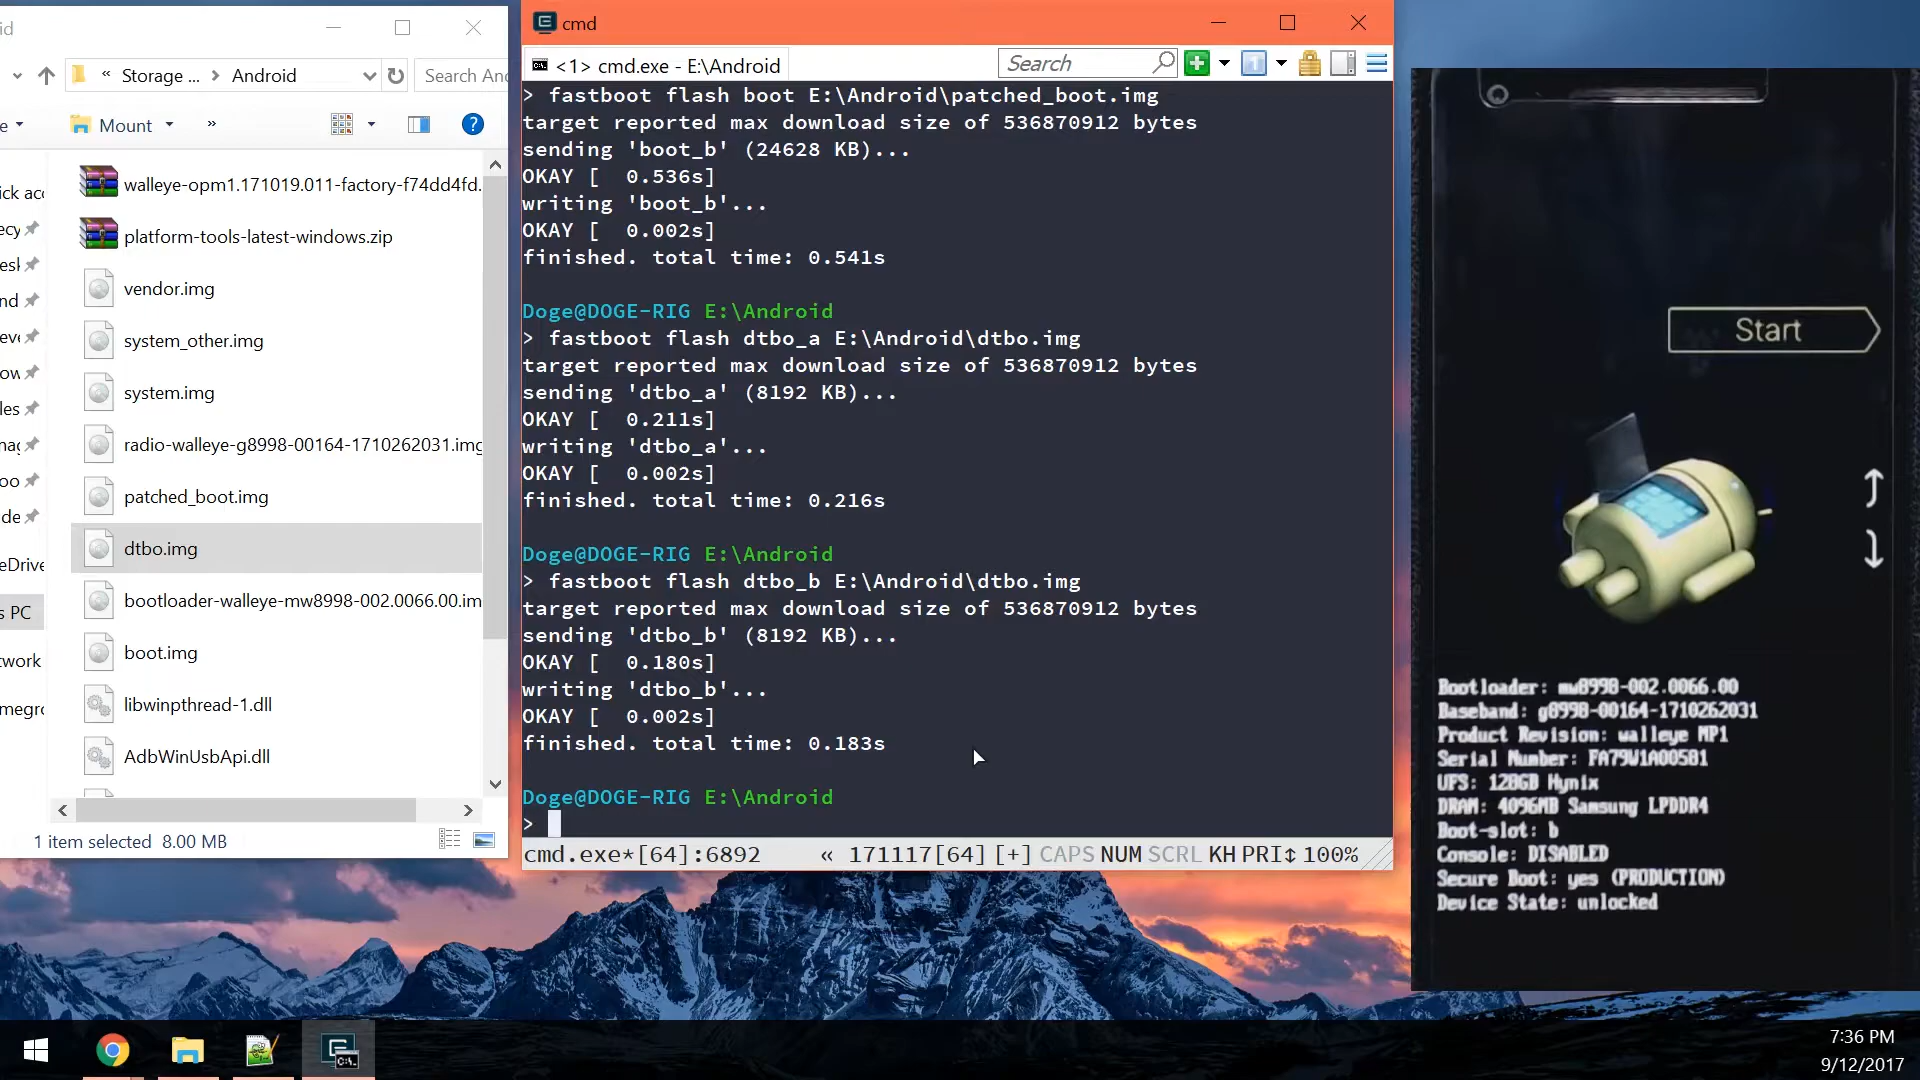 id
« Storage ... > Android
Search And
Mount
»
walleye-opm1.171019.011-factory-f74dd4fd.
platform-tools-latest-windows.zip
vendor.img
system_other.img
system.img
radio-walleye-g8998-00164-1710262031.img
patched_boot.img
dtbo.img
bootloader-walleye-mw8998-002.0066.00.im
boot.img
libwinpthread-1.dll
AdbWinUsbApi.dll
ick acc
s PC
1 item selected 8.00 MB
cmd
<1> cmd.exe - E:\Android
Search
> fastboot flash boot E:\Android\patched_boot.img
target reported max download size of 536870912 bytes
sending 'boot_b' (24628 KB)...
OKAY [  0.536s]
writing 'boot_b'...
OKAY [  0.002s]
finished. total time: 0.541s
Doge@DOGE-RIG E:\Android
> fastboot flash dtbo_a E:\Android\dtbo.img
target reported max download size of 536870912 bytes
sending 'dtbo_a' (8192 KB)...
OKAY [  0.211s]
writing 'dtbo_a'...
OKAY [  0.002s]
finished. total time: 0.216s
Doge@DOGE-RIG E:\Android
> fastboot flash dtbo_b E:\Android\dtbo.img
target reported max download size of 536870912 bytes
sending 'dtbo_b' (8192 KB)...
OKAY [  0.180s]
writing 'dtbo_b'...
OKAY [  0.002s]
finished. total time: 0.183s
Doge@DOGE-RIG E:\Android
>
cmd.exe*[64]:6892 « 171117[64] [+] CAPS NUM SCRL KH PRI↕ 100%
Start
Bootloader: mw8998-002.0066.00
Baseband: g8998-00164-1710262031
Product Revision: walleye MP1
Serial Number: FA79W1A00581
UFS: 128GB Hynix
DRAM: 4096MB Samsung LPDDR4
Boot-slot: b
Console: DISABLED
Secure Boot: yes (PRODUCTION)
Device State: unlocked
7:36 PM
9/12/2017